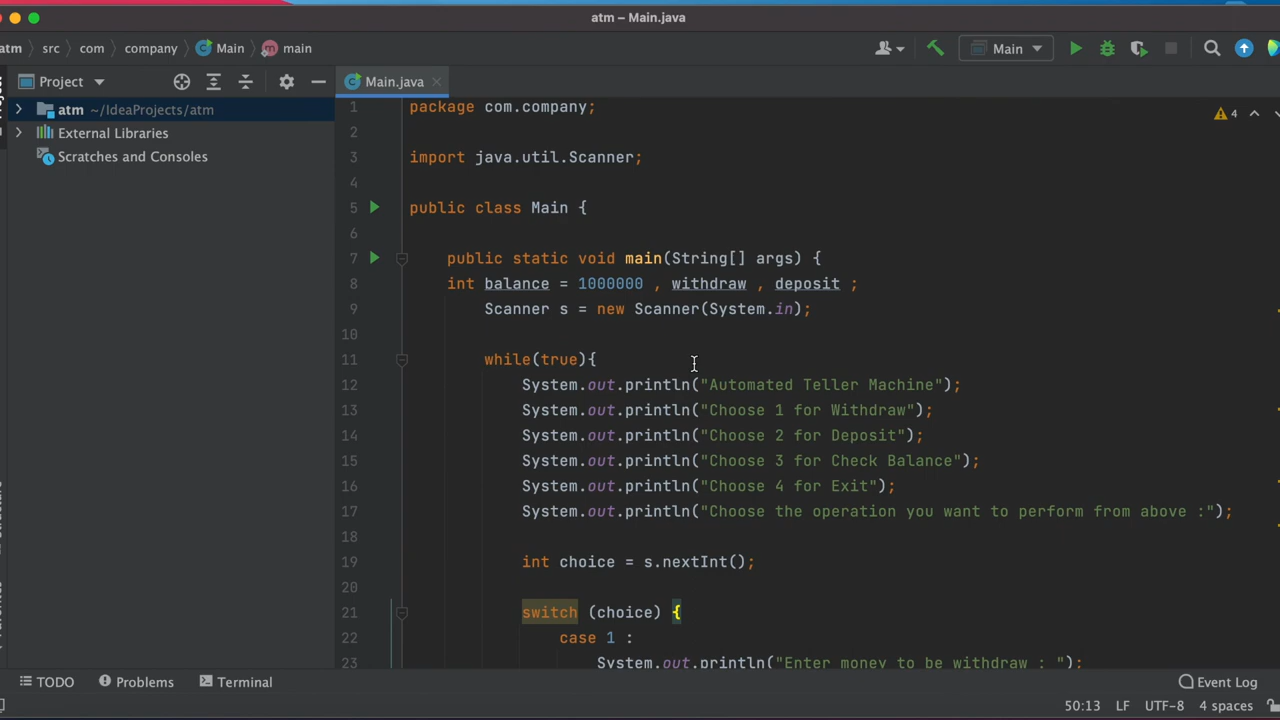 atm – Main.java
atm src com company Main main
Main
Project
Main.java
atm ~/IdeaProjects/atm
External Libraries
Scratches and Consoles
4
1 package com.company;
2
3 import java.util.Scanner;
4
5 public class Main {
6
7 public static void main(String[] args) {
8 int balance = 1000000 , withdraw , deposit ;
9 Scanner s = new Scanner(System.in);
10
11 while(true){
12 System.out.println("Automated Teller Machine");
13 System.out.println("Choose 1 for Withdraw");
14 System.out.println("Choose 2 for Deposit");
15 System.out.println("Choose 3 for Check Balance");
16 System.out.println("Choose 4 for Exit");
17 System.out.println("Choose the operation you want to perform from above :");
18
19 int choice = s.nextInt();
20
21 switch (choice) {
22 case 1 :
23 System.out.println("Enter money to be withdraw : ");
TODO Problems Terminal Event Log
50:13 LF UTF-8 4 spaces